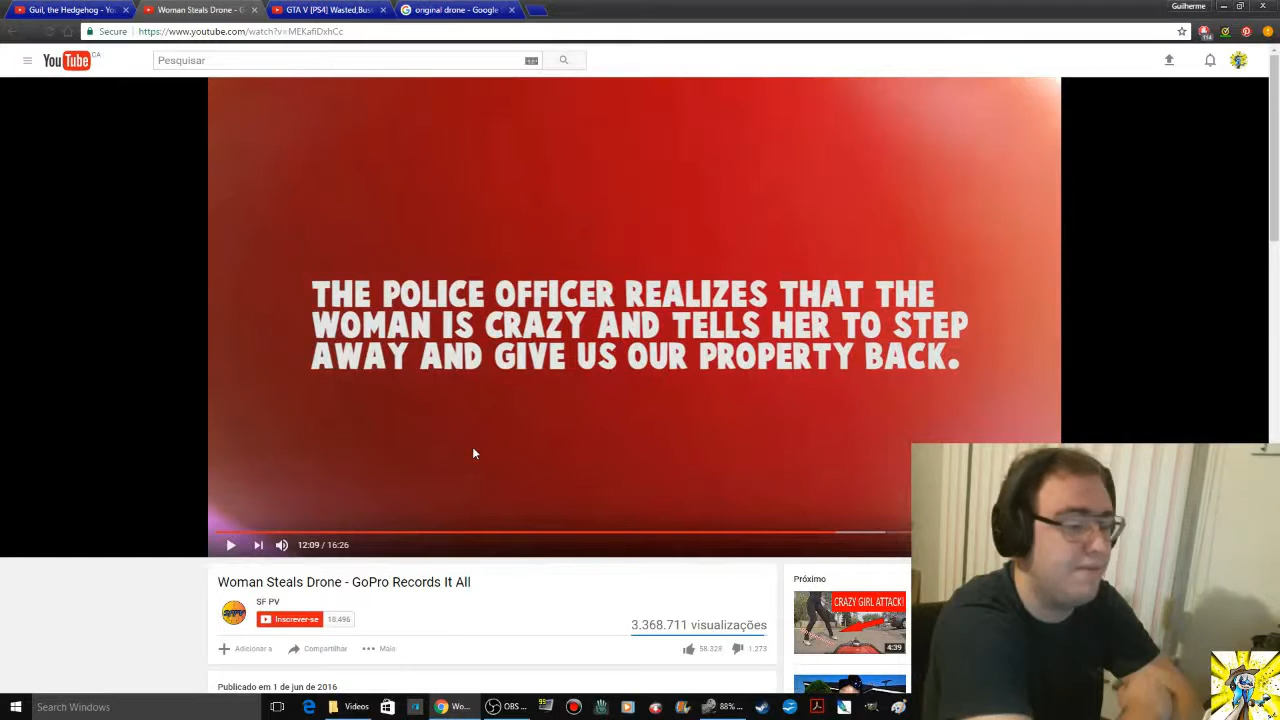 Guil, the Hedgehog - Yo
Woman Steals Drone - G
GTA V [PS4] Wasted,Bus
original drone - Google
Guilherme
Secure
https://www.youtube.com/watch?v=MEKafiDxhCc
114
YouTube CA
Pesquisar
THE POLICE OFFICER REALIZES THAT THE
WOMAN IS CRAZY AND TELLS HER TO STEP
AWAY AND GIVE US OUR PROPERTY BACK.
12:09 / 16:26
Woman Steals Drone - GoPro Records It All
SF PV
Inscrever-se 18.496
3.368.711 visualizações
Adicionar a
Compartilhar
Mais
58.328
1.273
Publicado em 1 de jun de 2016
Próximo
CRAZY GIRL ATTACK!
4:39
Search Windows
Videos
Wo...
OBS ...
88% ...